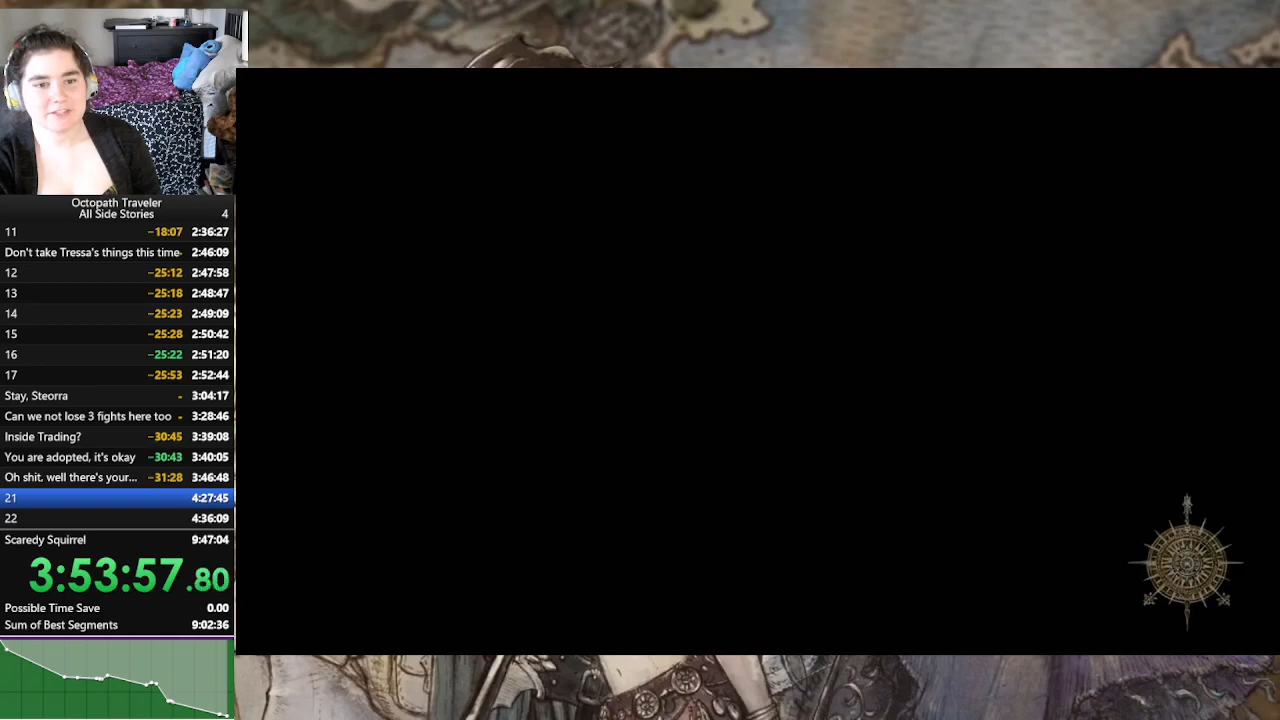 Octopath Traveler
All Side Stories 4
11 -18:07 2:36:27
Don't take Tressa's things this time- 2:46:09
12 -25:12 2:47:58
13 -25:18 2:48:47
14 -25:23 2:49:09
15 -25:28 2:50:42
16 -25:22 2:51:20
17 -25:53 2:52:44
Stay, Steorra - 3:04:17
Can we not lose 3 fights here too - 3:28:46
Inside Trading? -30:45 3:39:08
You are adopted, it's okay -30:43 3:40:05
Oh shit, well there's your... -31:28 3:46:48
21 4:27:45
22 4:36:09
Scaredy Squirrel 9:47:04
3:53:57.80
Possible Time Save 0.00
Sum of Best Segments 9:02:36